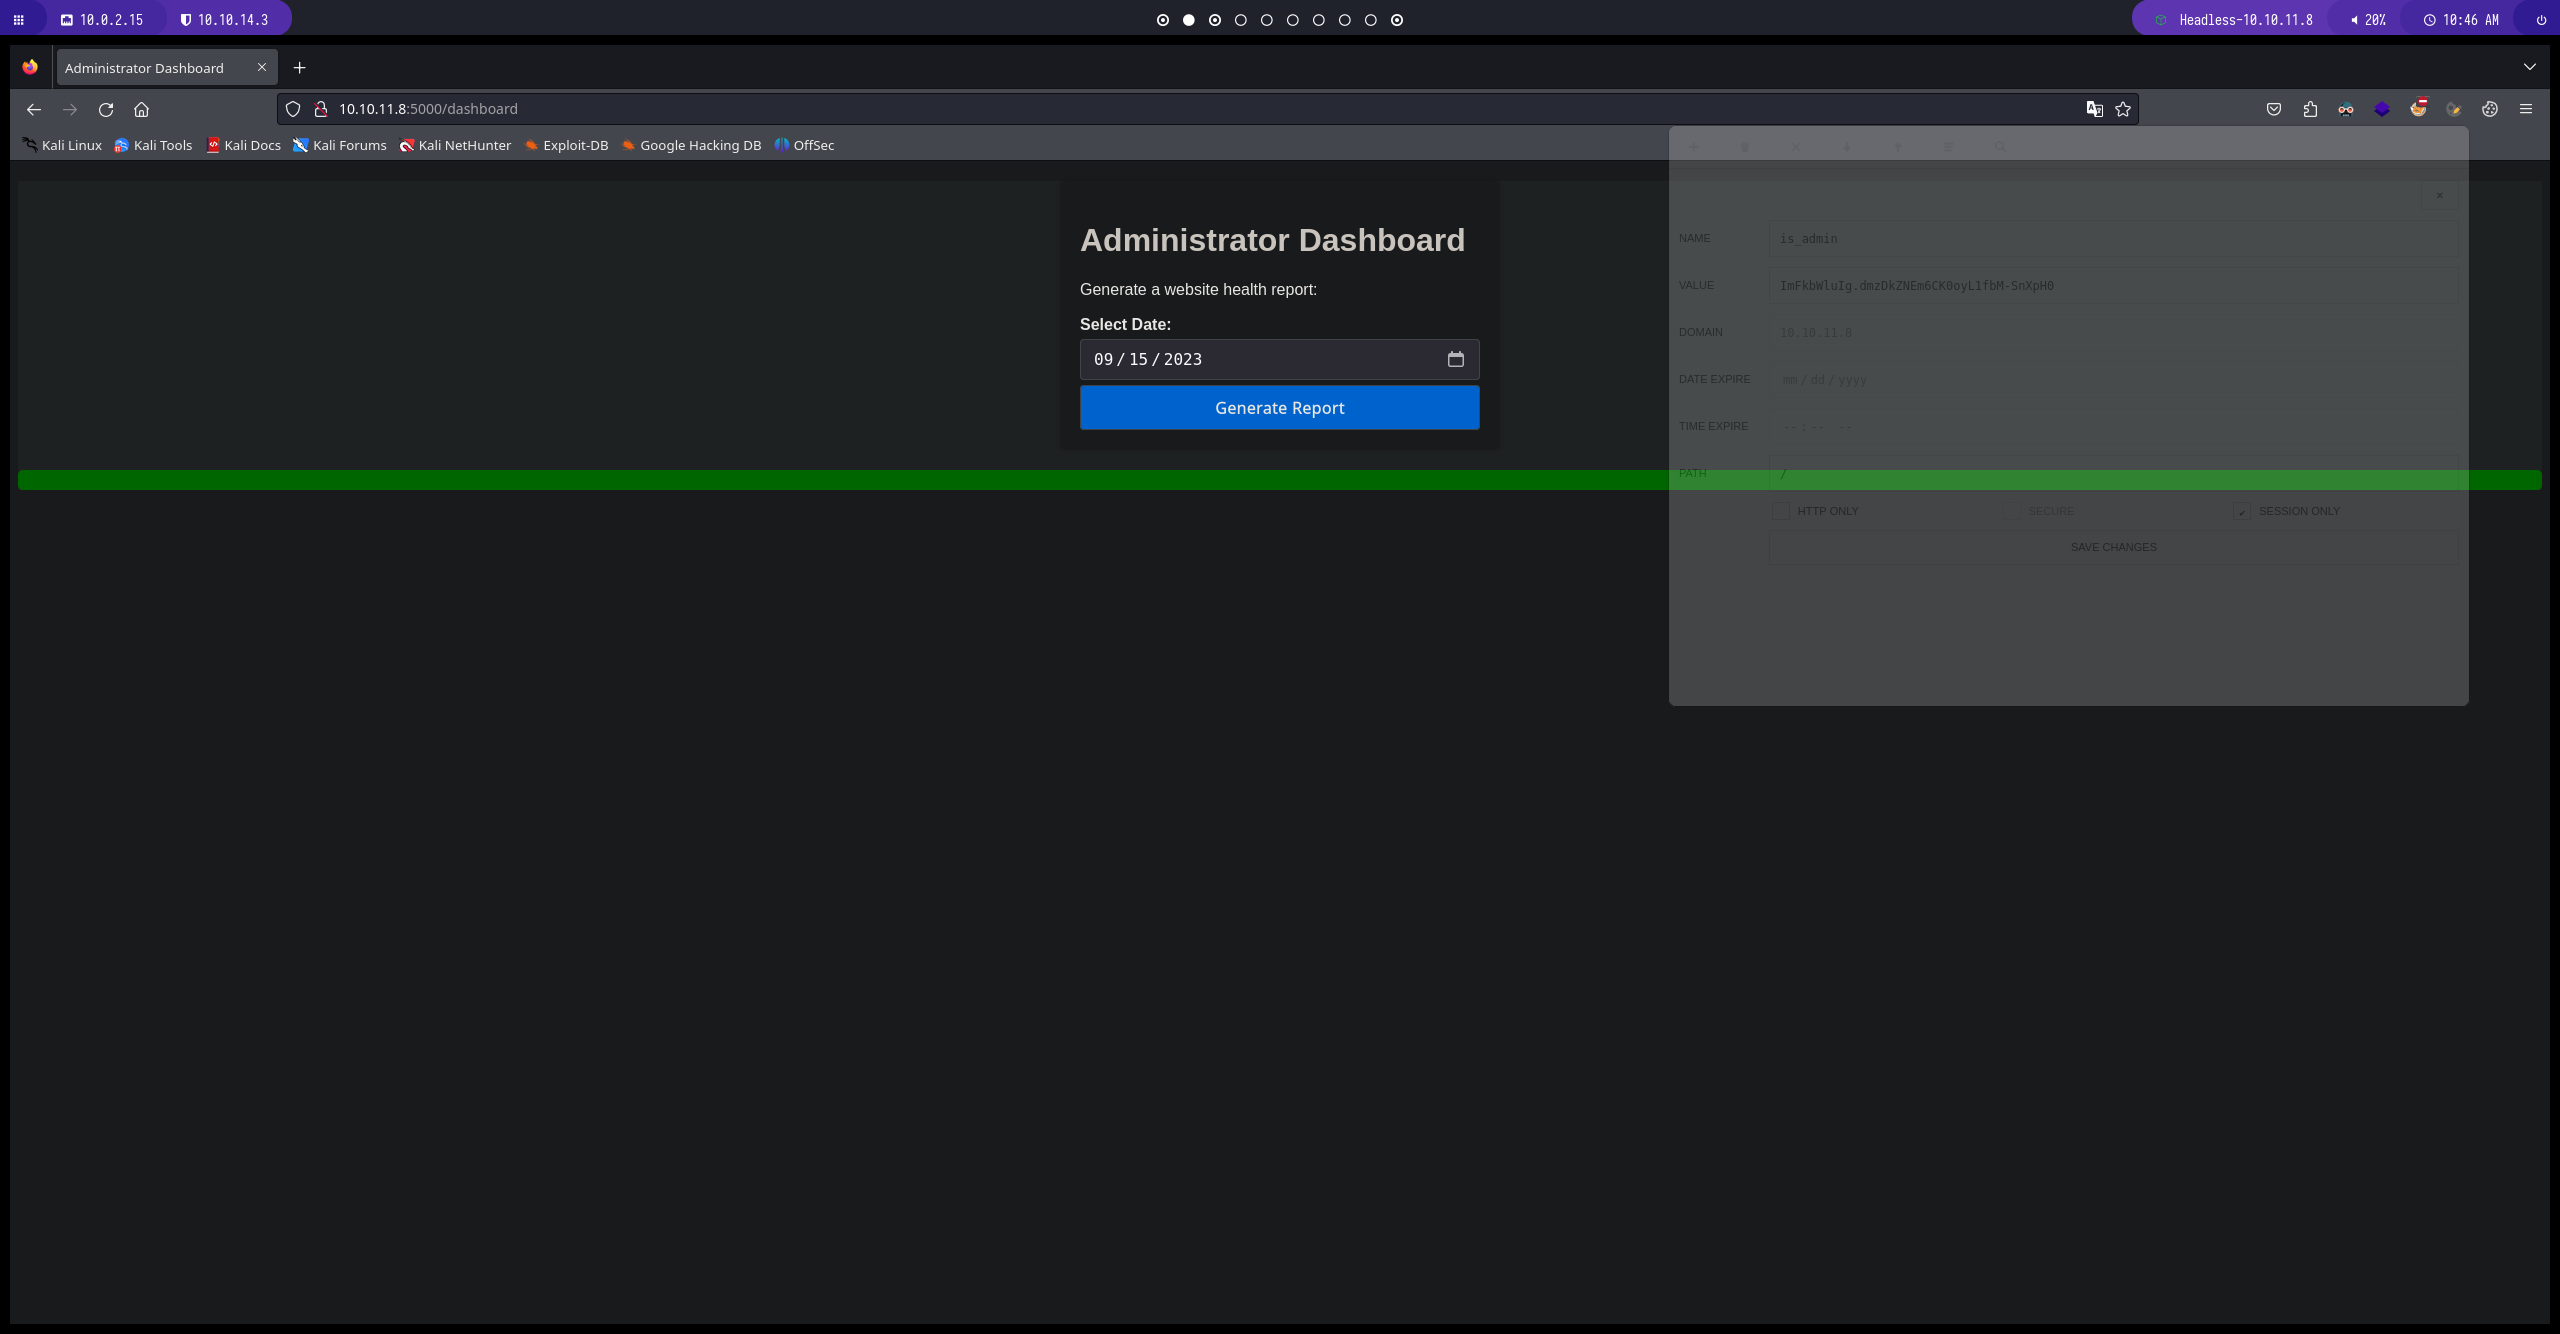 10.0.2.15 10.10.14.3 Headless-10.10.11.8 20% 10:46 AM
Administrator Dashboard
10.10.11.8:5000/dashboard
Kali Linux Kali Tools Kali Docs Kali Forums Kali NetHunter Exploit-DB Google Hacking DB OffSec
Administrator Dashboard
Generate a website health report:
Select Date:
09/15/2023
Generate Report
NAME is_admin
VALUE ImFkbWluIg.dmzDkZNEm6CK0oyL1fbM-SnXpH0
DOMAIN 10.10.11.8
DATE EXPIRE mm/dd/yyyy
TIME EXPIRE --:-- --
PATH /
HTTP ONLY SECURE SESSION ONLY
SAVE CHANGES